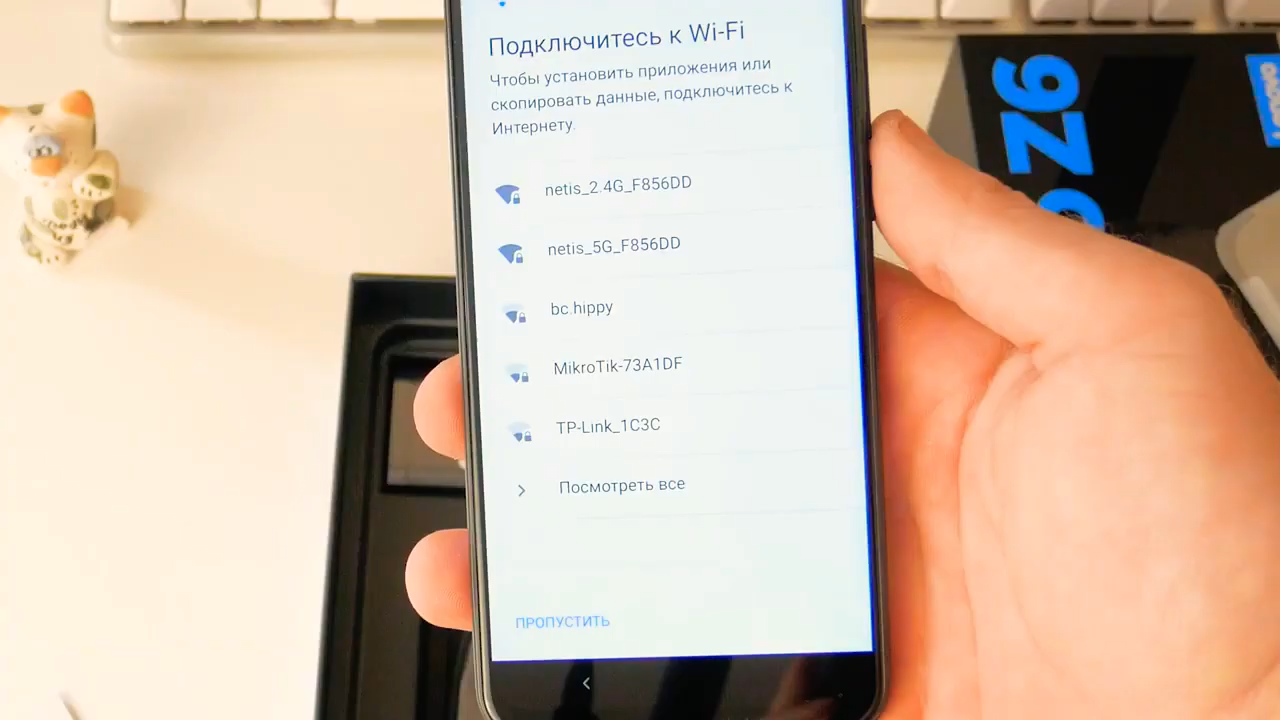 Подключитесь к Wi-Fi
Чтобы установить приложения или
скопировать данные, подключитесь к
Интернету.
netis_2.4G_F856DD
netis_5G_F856DD
bc.hippy
MikroTik-73A1DF
TP-Link_1C3C
Посмотреть все
ПРОПУСТИТЬ
Z6
Lenovo